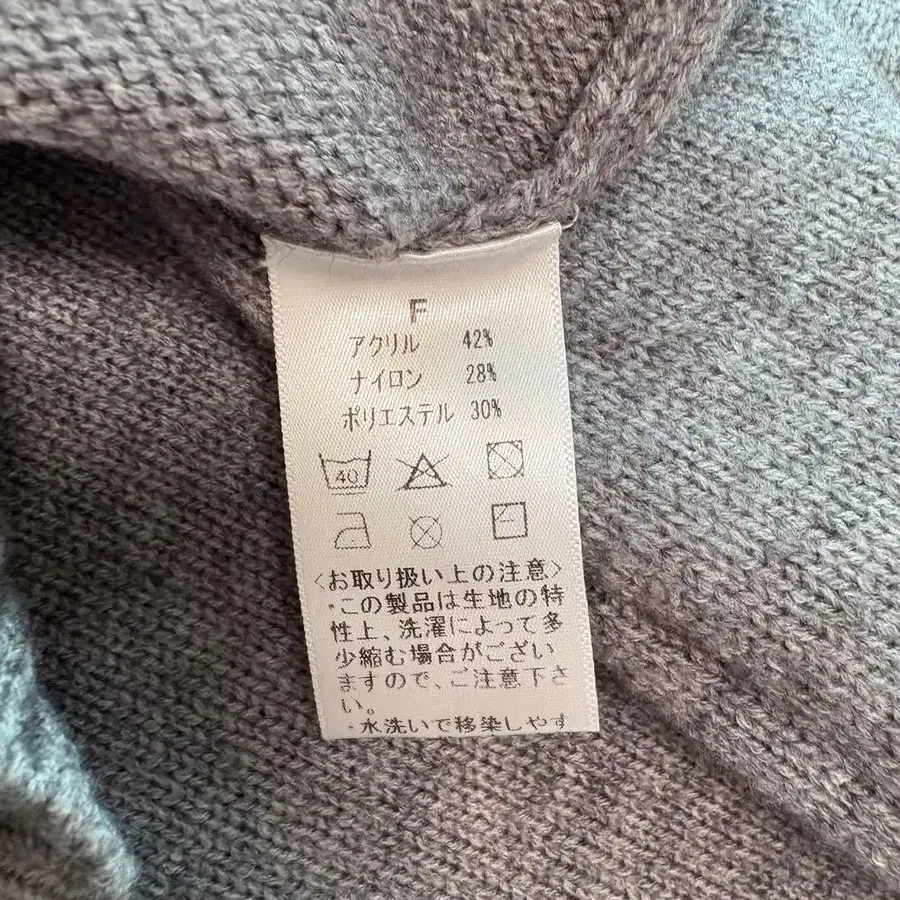 F
アクリル 42%
ナイロン 28%
ポリエステル 30%
40
〈お取り扱い上の注意〉
・この製品は生地の特
性上、洗濯によって多
少縮む場合がござい
ますので、ご注意下さ
い。
・水洗いで移染しやす